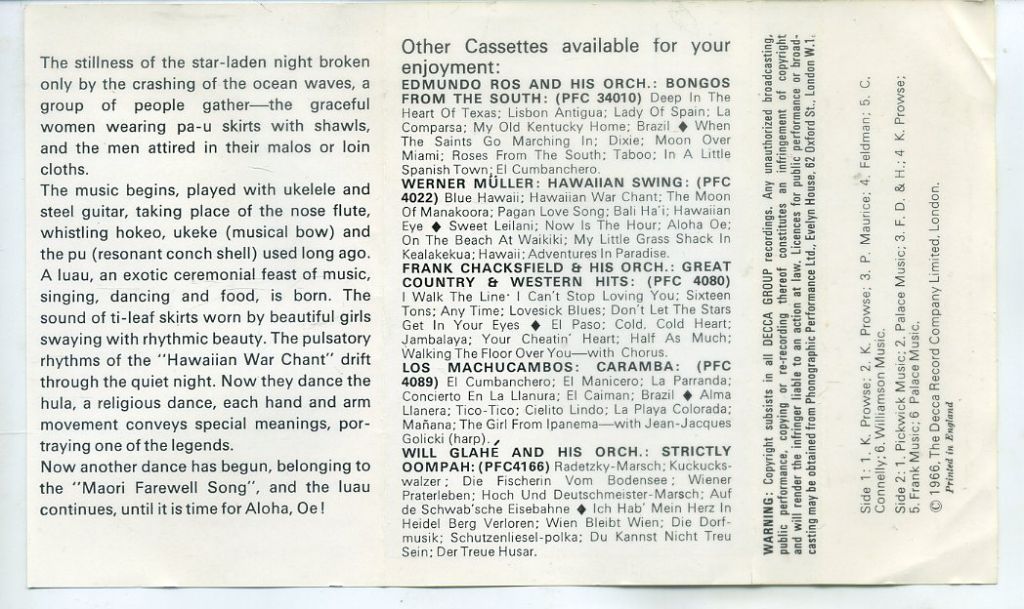 The stillness of the star-laden night broken
only by the crashing of the ocean waves, a
group of people gather—the graceful
women wearing pa-u skirts with shawls,
and the men attired in their malos or loin
cloths.
The music begins, played with ukelele and
steel guitar, taking place of the nose flute,
whistling hokeo, ukeke (musical bow) and
the pu (resonant conch shell) used long ago.
A luau, an exotic ceremonial feast of music,
singing, dancing and food, is born. The
sound of ti-leaf skirts worn by beautiful girls
swaying with rhythmic beauty. The pulsatory
rhythms of the "Hawaiian War Chant" drift
through the quiet night. Now they dance the
hula, a religious dance, each hand and arm
movement conveys special meanings, por-
traying one of the legends.
Now another dance has begun, belonging to
the "Maori Farewell Song", and the luau
continues, until it is time for Aloha, Oe!
Other Cassettes available for your
enjoyment:
EDMUNDO ROS AND HIS ORCH.: BONGOS
FROM THE SOUTH: (PFC 34010) Deep In The
Heart Of Texas; Lisbon Antigua; Lady Of Spain; La
Comparsa; My Old Kentucky Home; Brazil ♦ When
The Saints Go Marching In; Dixie; Moon Over
Miami; Roses From The South; Taboo; In A Little
Spanish Town; El Cumbanchero.
WERNER MÜLLER: HAWAIIAN SWING: (PFC
4022) Blue Hawaii; Hawaiian War Chant; The Moon
Of Manakoora; Pagan Love Song; Bali Ha'i; Hawaiian
Eye ♦ Sweet Leilani; Now Is The Hour; Aloha Oe;
On The Beach At Waikiki; My Little Grass Shack In
Kealakekua; Hawaii; Adventures In Paradise.
FRANK CHACKSFIELD & HIS ORCH.: GREAT
COUNTRY & WESTERN HITS: (PFC 4080)
I Walk The Line· I Can't Stop Loving You; Sixteen
Tons; Any Time; Lovesick Blues; Don't Let The Stars
Get In Your Eyes ♦ El Paso; Cold, Cold Heart;
Jambalaya; Your Cheatin' Heart; Half As Much;
Walking The Floor Over You—with Chorus.
LOS MACHUCAMBOS: CARAMBA: (PFC
4089) El Cumbanchero; El Manicero; La Parranda;
Concierto En La Llanura; El Caiman; Brazil ♦ Alma
Llanera; Tico-Tico; Cielito Lindo; La Playa Colorada;
Mañana; The Girl From Ipanema—with Jean-Jacques
Golicki (harp).
WILL GLAHÉ AND HIS ORCH.: STRICTLY
OOMPAH: (PFC4166) Radetzky-Marsch; Kuckucks-
walzer; Die Fischerin Vom Bodensee; Wiener
Praterleben; Hoch Und Deutschmeister-Marsch; Auf
de Schwab'sche Eisebahne ♦ Ich Hab' Mein Herz In
Heidel Berg Verloren; Wien Bleibt Wien; Die Dorf-
musik; Schutzenliesel-polka; Du Kannst Nicht Treu
Sein; Der Treue Husar.
WARNING: Copyright subsists in all DECCA GROUP recordings. Any unauthorized broadcasting,
public performance, copying or re-recording thereof constitutes an infringement of copyright
and will render the infringer liable to an action at law. Licences for public performance or broad-
casting may be obtained from Phonographic Performance Ltd., Evelyn House, 62 Oxford St., London W.1.
Side 1: 1. K. Prowse; 2. K. Prowse; 3. P. Maurice; 4. Feldman; 5. C.
Connelly; 6. Williamson Music.
Side 2: 1. Pickwick Music; 2. Palace Music; 3. F. D. & H.; 4 K. Prowse;
5. Frank Music; 6 Palace Music.
© 1966, The Decca Record Company Limited, London.
Printed in England